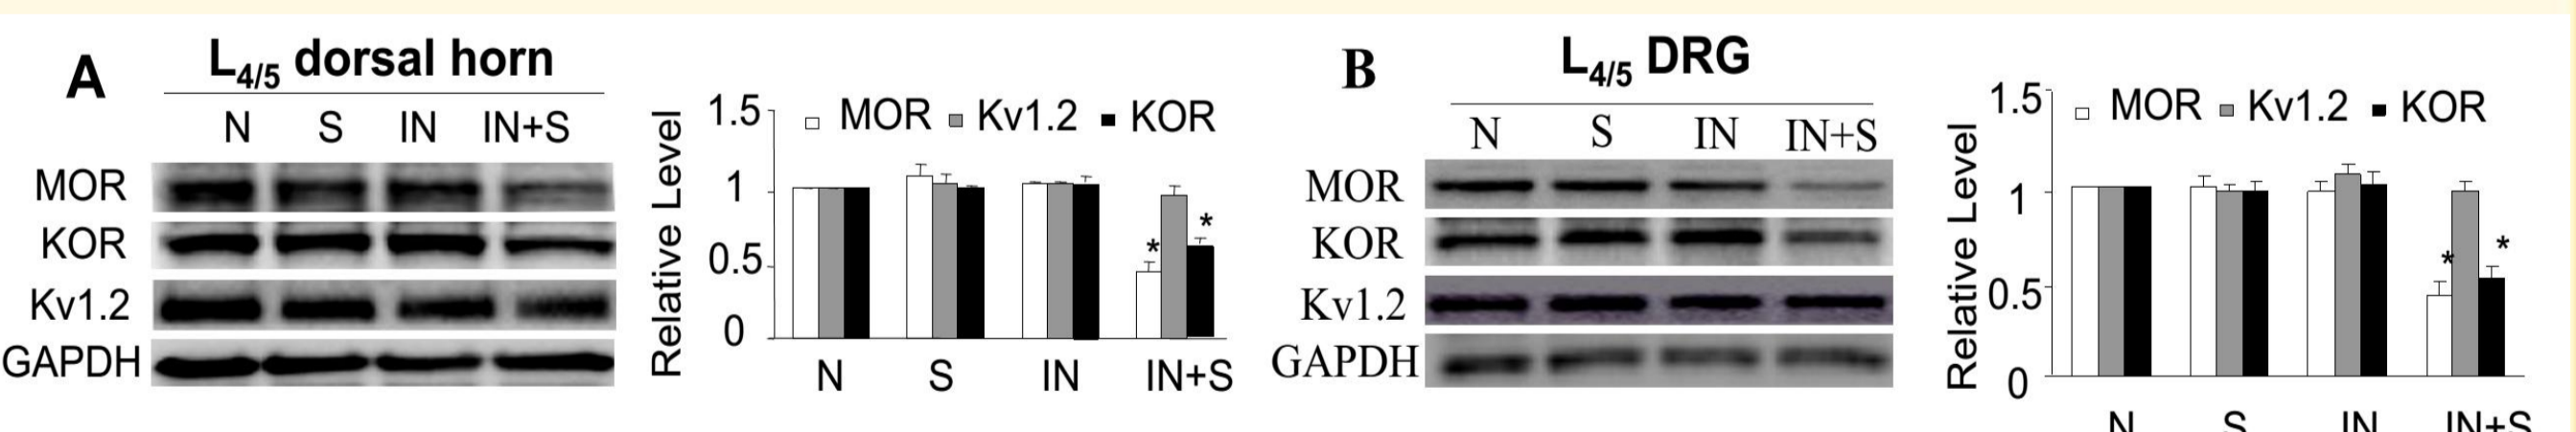 A
L4/5 dorsal horn
N S IN IN+S
MOR
KOR
Kv1.2
GAPDH
Relative Level
1.5
1
0.5
0
MOR Kv1.2 KOR
* *
N S IN IN+S
B
L4/5 DRG
N S IN IN+S
MOR
KOR
Kv1.2
GAPDH
Relative Level
1.5
1
0.5
0
MOR Kv1.2 KOR
* *
N S IN IN+S